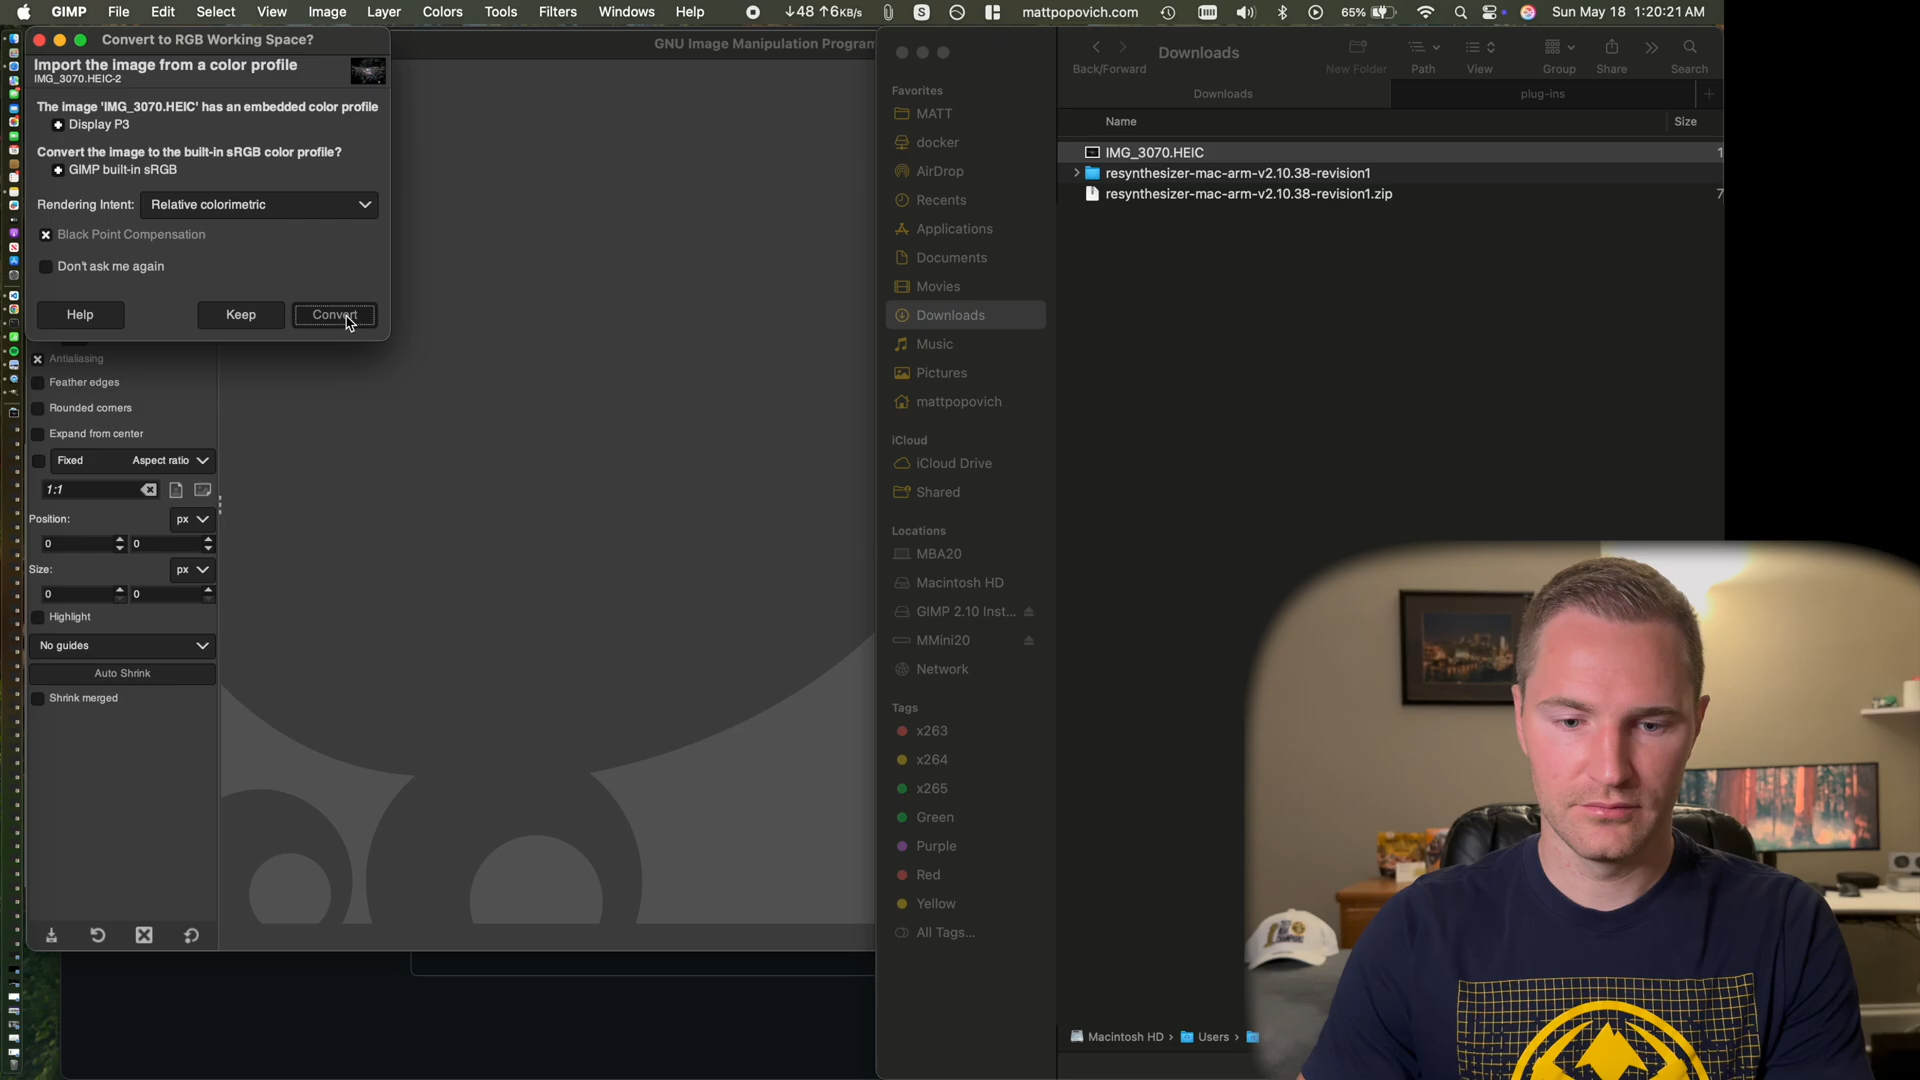 GIMP File Edit Select View Image Layer Colors Tools Filters Windows Help
↓48 ↑6 KB/s S mattpopovich.com 65% Sun May 18 1:20:21 AM
Convert to RGB Working Space?
Import the image from a color profile
IMG_3070.HEIC-2
The image 'IMG_3070.HEIC' has an embedded color profile
Display P3
Convert the image to the built-in sRGB color profile?
GIMP built-in sRGB
Rendering Intent: Relative colorimetric
Black Point Compensation
Don't ask me again
Help Keep Convert
Antialiasing
Feather edges
Rounded corners
Expand from center
Fixed Aspect ratio
1:1
Position: px
0 0
Size: px
0 0
Highlight
No guides
Auto Shrink
Shrink merged
GNU Image Manipulation Program
Back/Forward Downloads New Folder Path View Group Share Search
Downloads plug-ins
Name Size
IMG_3070.HEIC 1
resynthesizer-mac-arm-v2.10.38-revision1
resynthesizer-mac-arm-v2.10.38-revision1.zip 7
Favorites
MATT
docker
AirDrop
Recents
Applications
Documents
Movies
Downloads
Music
Pictures
mattpopovich
iCloud
iCloud Drive
Shared
Locations
MBA20
Macintosh HD
GIMP 2.10 Inst...
MMini20
Network
Tags
x263
x264
x265
Green
Purple
Red
Yellow
All Tags...
Macintosh HD › Users ›